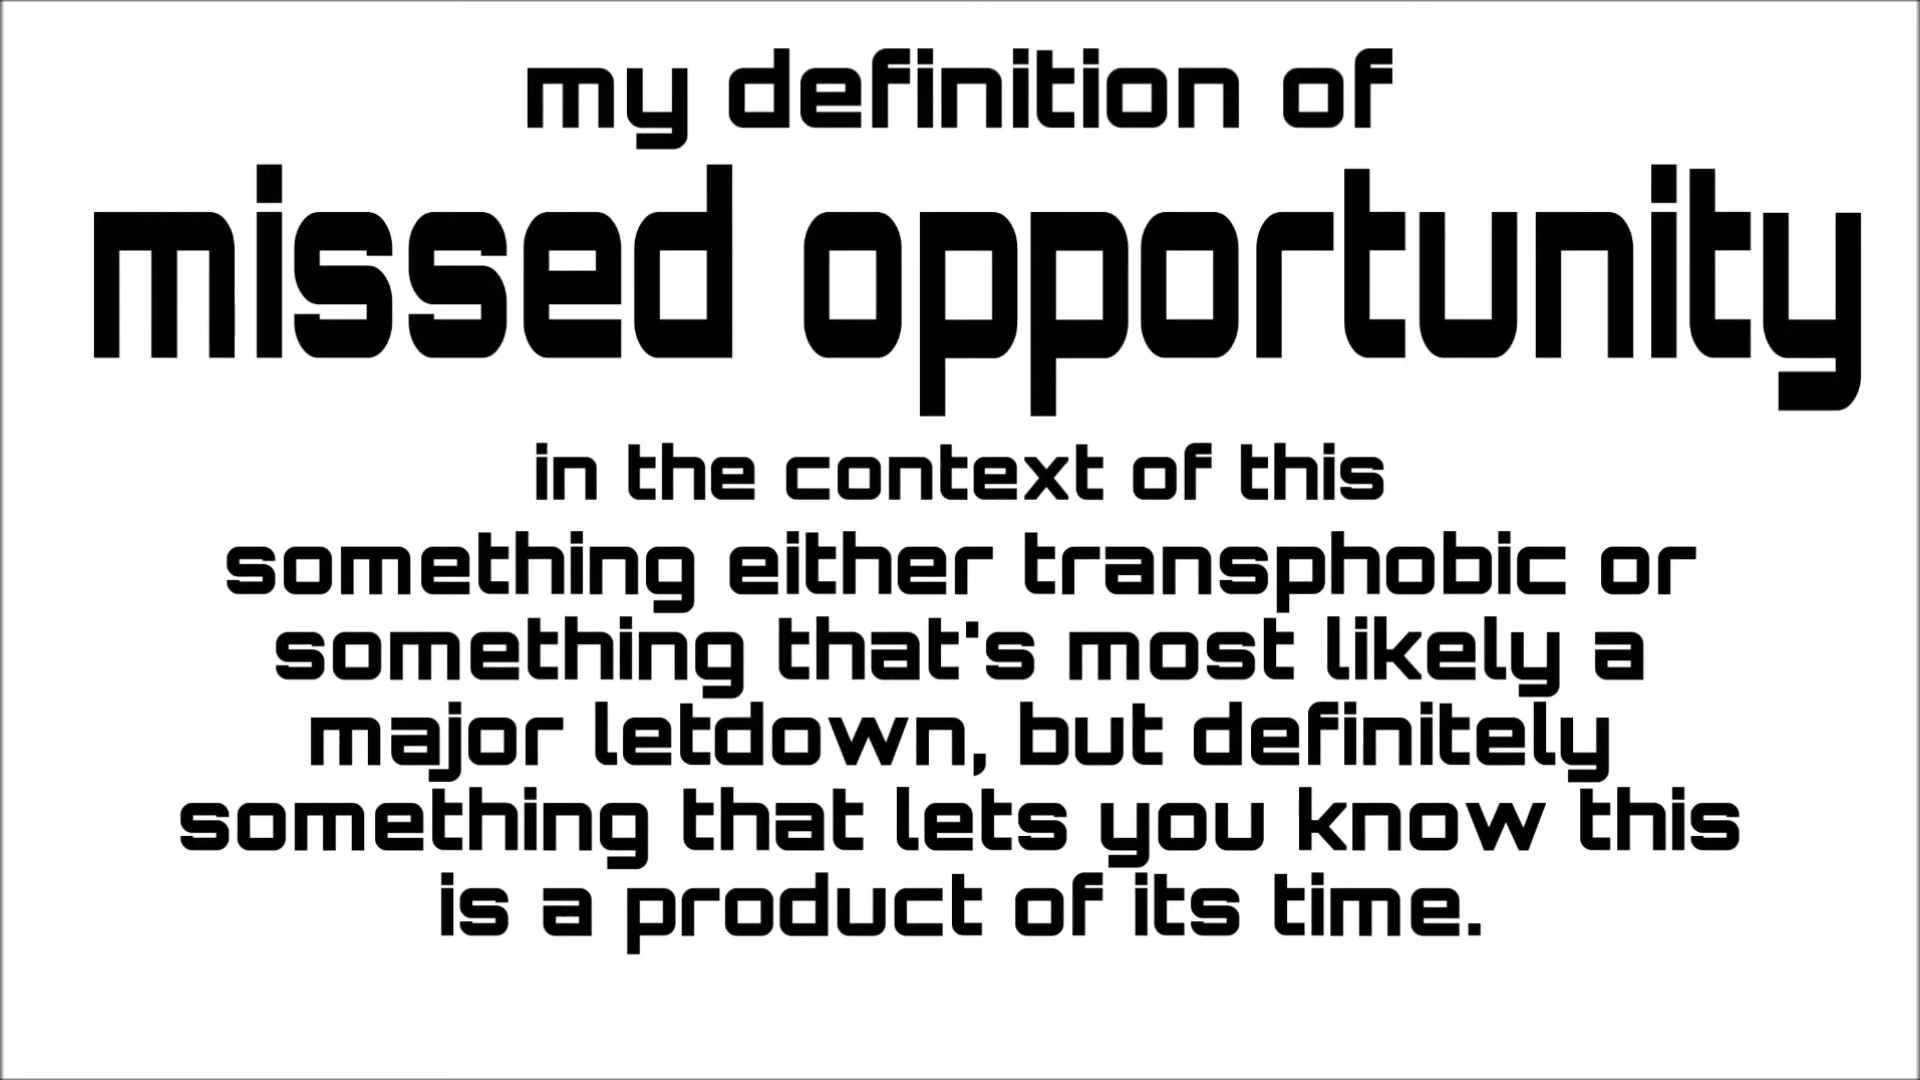 my definition of
missed opportunity
in the context of this
something either transphobic or
something that's most likely a
major letdown, but definitely
something that lets you know this
is a product of its time.